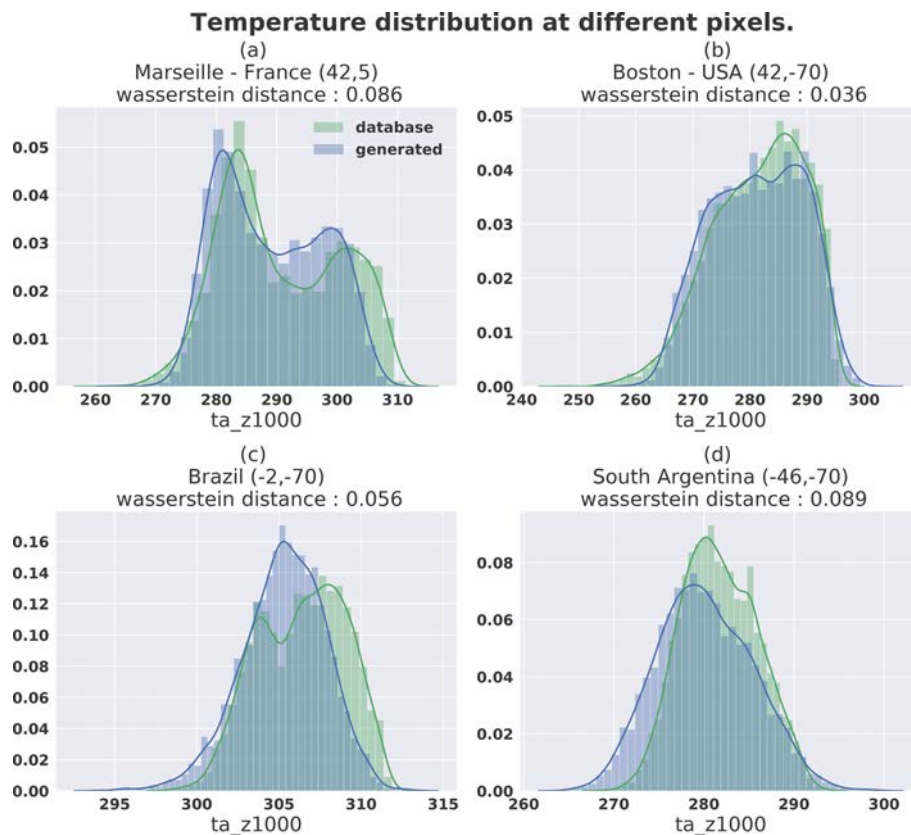 Temperature distribution at different pixels.
(a)
Marseille - France (42,5)
wasserstein distance : 0.086
database
generated
0.05
0.04
0.03
0.02
0.01
0.00
260 270 280 290 300 310
ta_z1000
(b)
Boston - USA (42,-70)
wasserstein distance : 0.036
0.05
0.04
0.03
0.02
0.01
0.00
240 250 260 270 280 290 300
ta_z1000
(c)
Brazil (-2,-70)
wasserstein distance : 0.056
0.16
0.14
0.12
0.10
0.08
0.06
0.04
0.02
0.00
295 300 305 310 315
ta_z1000
(d)
South Argentina (-46,-70)
wasserstein distance : 0.089
0.08
0.06
0.04
0.02
0.00
260 270 280 290 300
ta_z1000